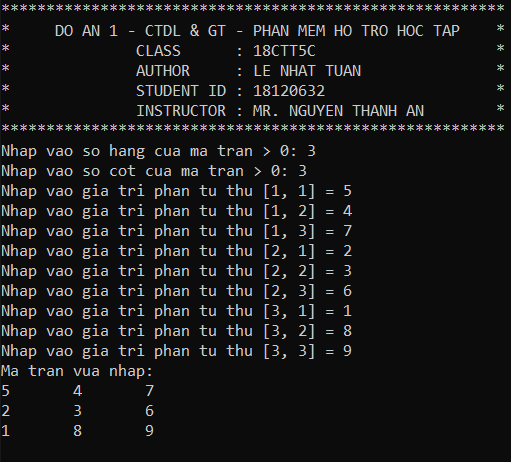 ********************************************************
*     DO AN 1 - CTDL & GT - PHAN MEM HO TRO HOC TAP    *
*              CLASS      : 18CTT5C                    *
*              AUTHOR     : LE NHAT TUAN               *
*              STUDENT ID : 18120632                   *
*              INSTRUCTOR : MR. NGUYEN THANH AN        *
********************************************************
Nhap vao so hang cua ma tran > 0: 3
Nhap vao so cot cua ma tran > 0: 3
Nhap vao gia tri phan tu thu [1, 1] = 5
Nhap vao gia tri phan tu thu [1, 2] = 4
Nhap vao gia tri phan tu thu [1, 3] = 7
Nhap vao gia tri phan tu thu [2, 1] = 2
Nhap vao gia tri phan tu thu [2, 2] = 3
Nhap vao gia tri phan tu thu [2, 3] = 6
Nhap vao gia tri phan tu thu [3, 1] = 1
Nhap vao gia tri phan tu thu [3, 2] = 8
Nhap vao gia tri phan tu thu [3, 3] = 9
Ma tran vua nhap:
5       4       7
2       3       6
1       8       9